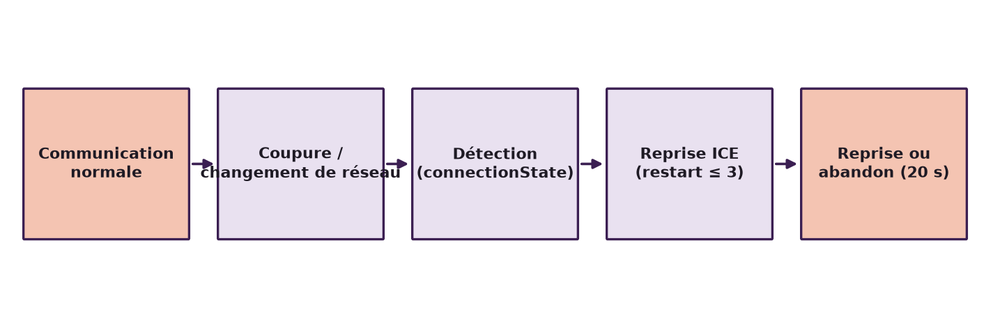 Communication
normale
Coupure /
changement de réseau
Détection
(connectionState)
Reprise ICE
(restart ≤ 3)
Reprise ou
abandon (20 s)